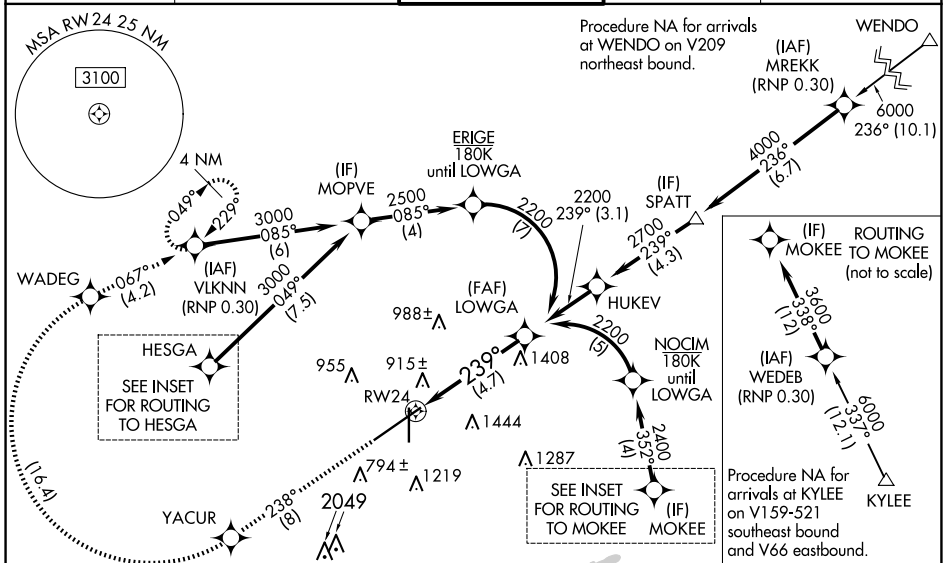 MSA RW 24 25 NM
3100
Procedure NA for arrivals
at WENDO on V209
northeast bound.
WENDO
(IAF)
MREKK
(RNP 0.30)
6000
236° (10.1)
4000
236°
(6.7)
ERIGE
180K
until LOWGA
4 NM
049°
229°
(IF)
MOPVE
2500
085°
(4)
2200
(7)
2200
239° (3.1)
(IF)
SPATT
2700
239°
(4.3)
3000
085°
(6)
WADEG
067°
(4.2)
(IAF)
VLKNN
(RNP 0.30)
3000
049°
(7.5)
(FAF)
LOWGA
HUKEV
988±
2200
(5)
HESGA
SEE INSET
FOR ROUTING
TO HESGA
955
915±
RW24
239°
(4.7)
1408
NOCIM
180K
until
LOWGA
1444
2400
352°
(4)
794±
1219
1287
SEE INSET
FOR ROUTING
TO MOKEE
(IF)
MOKEE
(16.4)
YACUR
238°
(8)
2049
(IF)
MOKEE
ROUTING
TO MOKEE
(not to scale)
3600
338°
(12)
(IAF)
WEDEB
(RNP 0.30)
6000
337°
(12.1)
KYLEE
Procedure NA for
arrivals at KYLEE
on V159-521
southeast bound
and V66 eastbound.